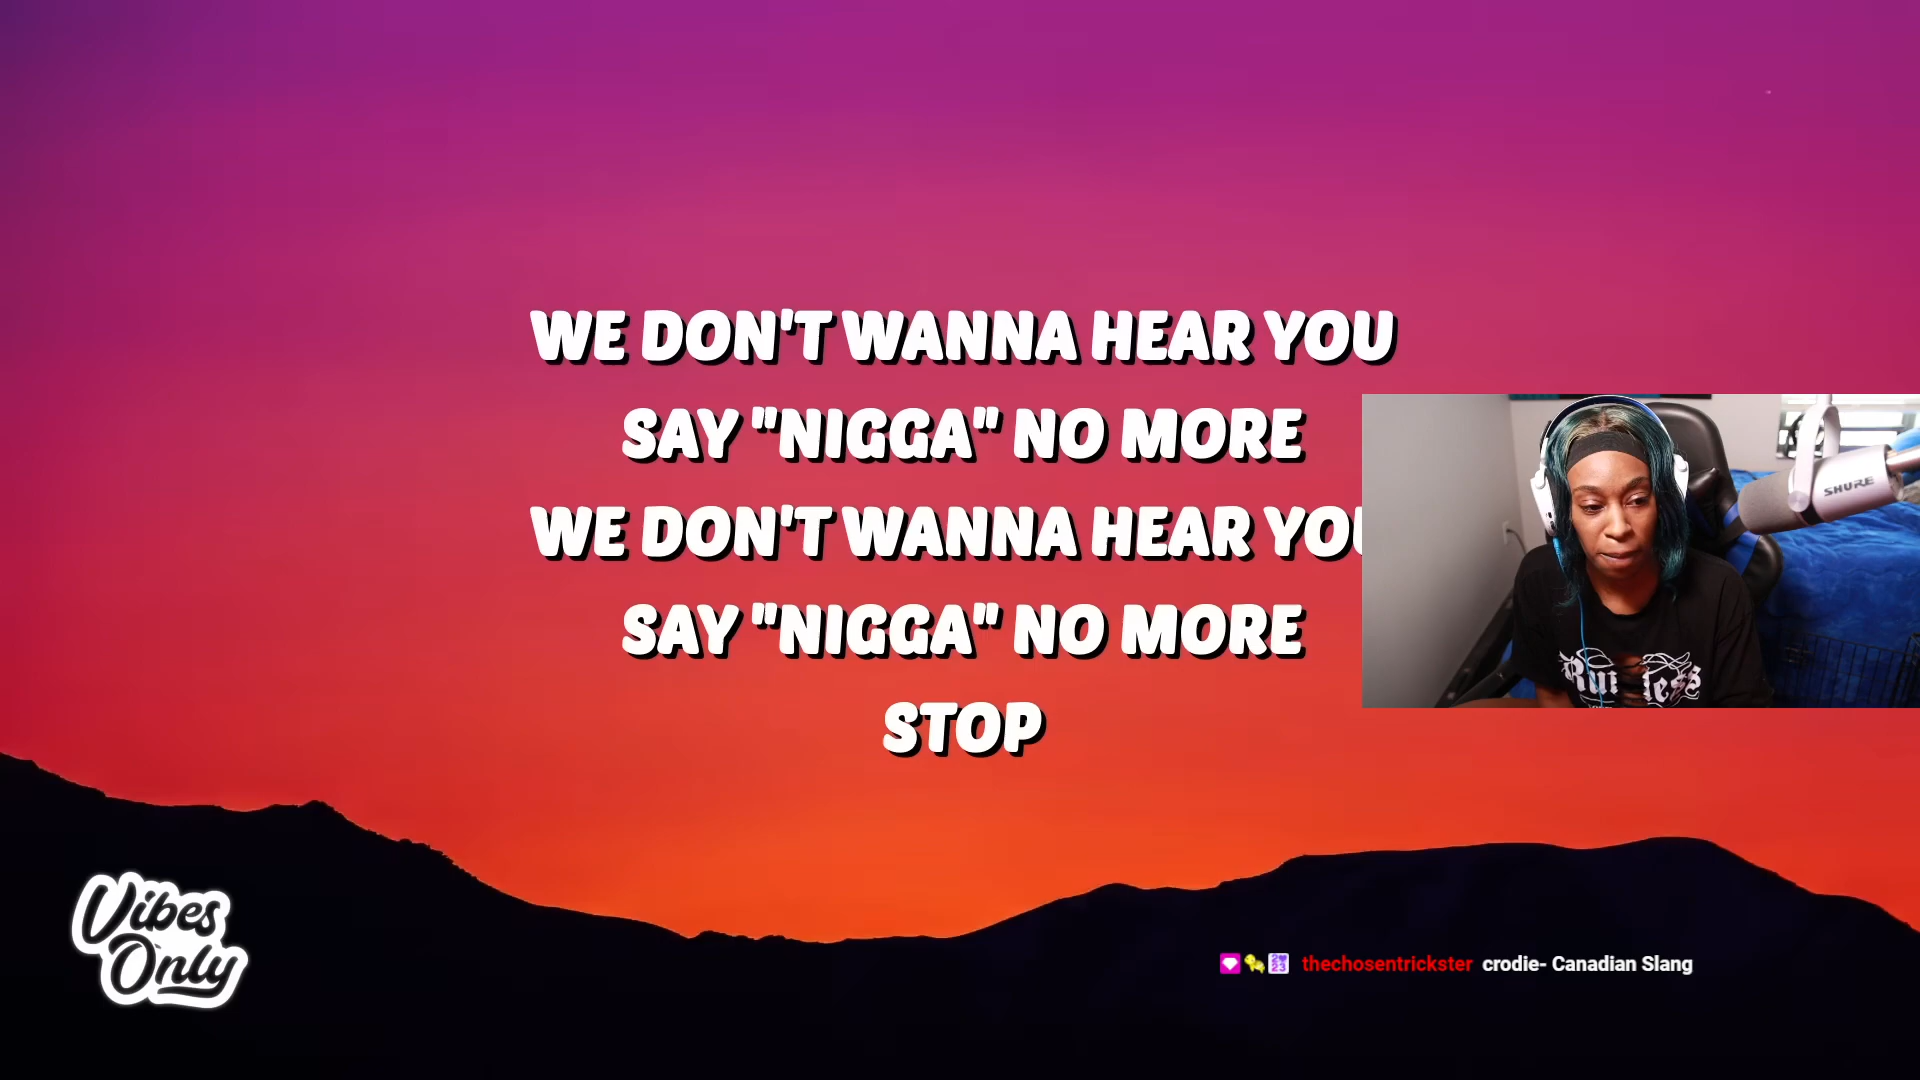 WE DON'T WANNA HEAR YOU
SAY "NIGGA" NO MORE
WE DON'T WANNA HEAR YOU
SAY "NIGGA" NO MORE
STOP
SHURE
Vibes
Only
thechosentrickster crodie- Canadian Slang